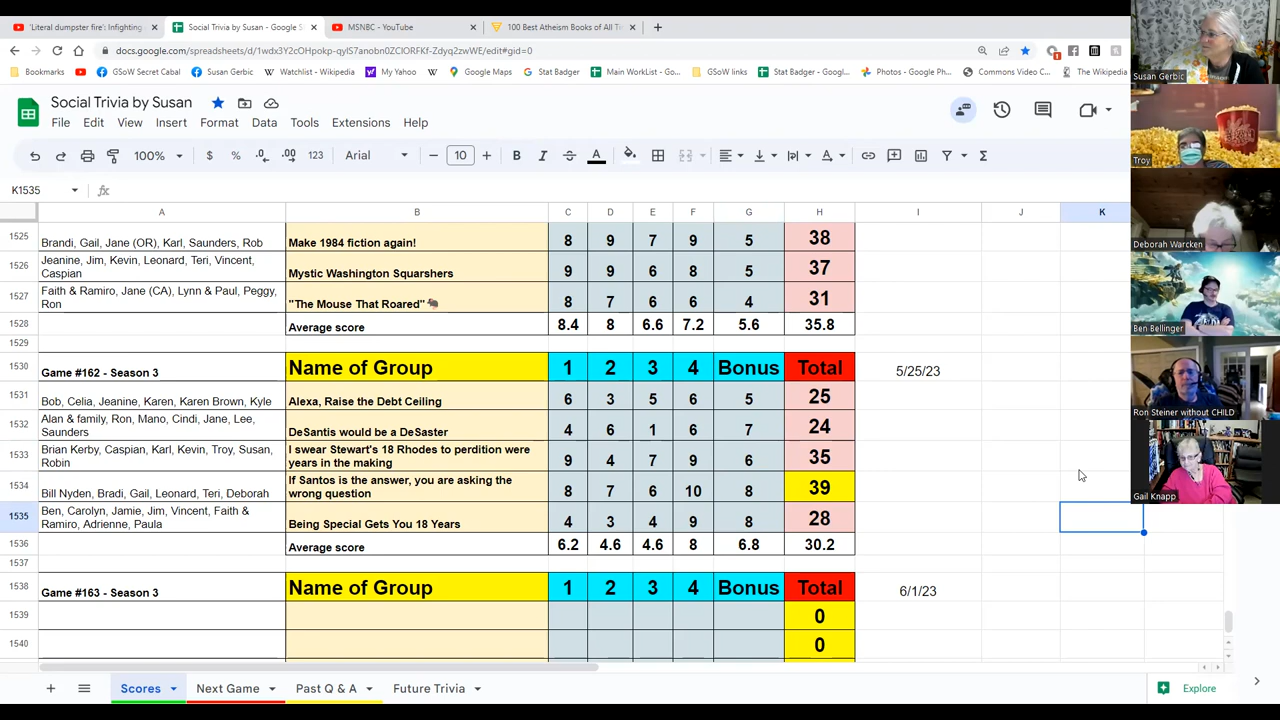 'Literal dumpster fire': Infighting
Social Trivia by Susan - Google S
MSNBC - YouTube
100 Best Atheism Books of All Ti
docs.google.com/spreadsheets/d/1wdx3Y2cOHpokp-qyIS7anobn0ZCIORFKf-Zdyq2zwWE/edit#gid=0
Bookmarks
GSoW Secret Cabal
Susan Gerbic
Watchlist - Wikipedia
My Yahoo
Google Maps
Stat Badger
Main WorkList - Go...
GSoW links
Stat Badger - Googl...
Photos - Google Ph...
Commons Video C...
The Wikipedia
Social Trivia by Susan
File Edit View Insert Format Data Tools Extensions Help
100% $ % .0 .00 123 Arial 10 B I A
K1535 fx
A B C D E F G H I J K
1525 Brandi, Gail, Jane (OR), Karl, Saunders, Rob Make 1984 fiction again! 8 9 7 9 5 38
Jeanine, Jim, Kevin, Leonard, Teri, Vincent,
1526 Caspian Mystic Washington Squarshers 9 9 6 8 5 37
Faith & Ramiro, Jane (CA), Lynn & Paul, Peggy,
1527 Ron "The Mouse That Roared" 8 7 6 6 4 31
1528 Average score 8.4 8 6.6 7.2 5.6 35.8
1529
1530 Game #162 - Season 3 Name of Group 1 2 3 4 Bonus Total 5/25/23
1531 Bob, Celia, Jeanine, Karen, Karen Brown, Kyle Alexa, Raise the Debt Ceiling 6 3 5 6 5 25
Alan & family, Ron, Mano, Cindi, Jane, Lee,
1532 Saunders DeSantis would be a DeSaster 4 6 1 6 7 24
Brian Kerby, Caspian, Karl, Kevin, Troy, Susan, I swear Stewart's 18 Rhodes to perdition were
1533 Robin years in the making 9 4 7 9 6 35
If Santos is the answer, you are asking the
1534 Bill Nyden, Bradi, Gail, Leonard, Teri, Deborah wrong question 8 7 6 10 8 39
Ben, Carolyn, Jamie, Jim, Vincent, Faith &
1535 Ramiro, Adrienne, Paula Being Special Gets You 18 Years 4 3 4 9 8 28
1536 Average score 6.2 4.6 4.6 8 6.8 30.2
1537
1538 Game #163 - Season 3 Name of Group 1 2 3 4 Bonus Total 6/1/23
1539 0
1540 0
Scores Next Game Past Q & A Future Trivia Explore
Susan Gerbic
Troy
Deborah Warcken
Ben Bellinger
Ron Steiner without CHILD
Gail Knapp